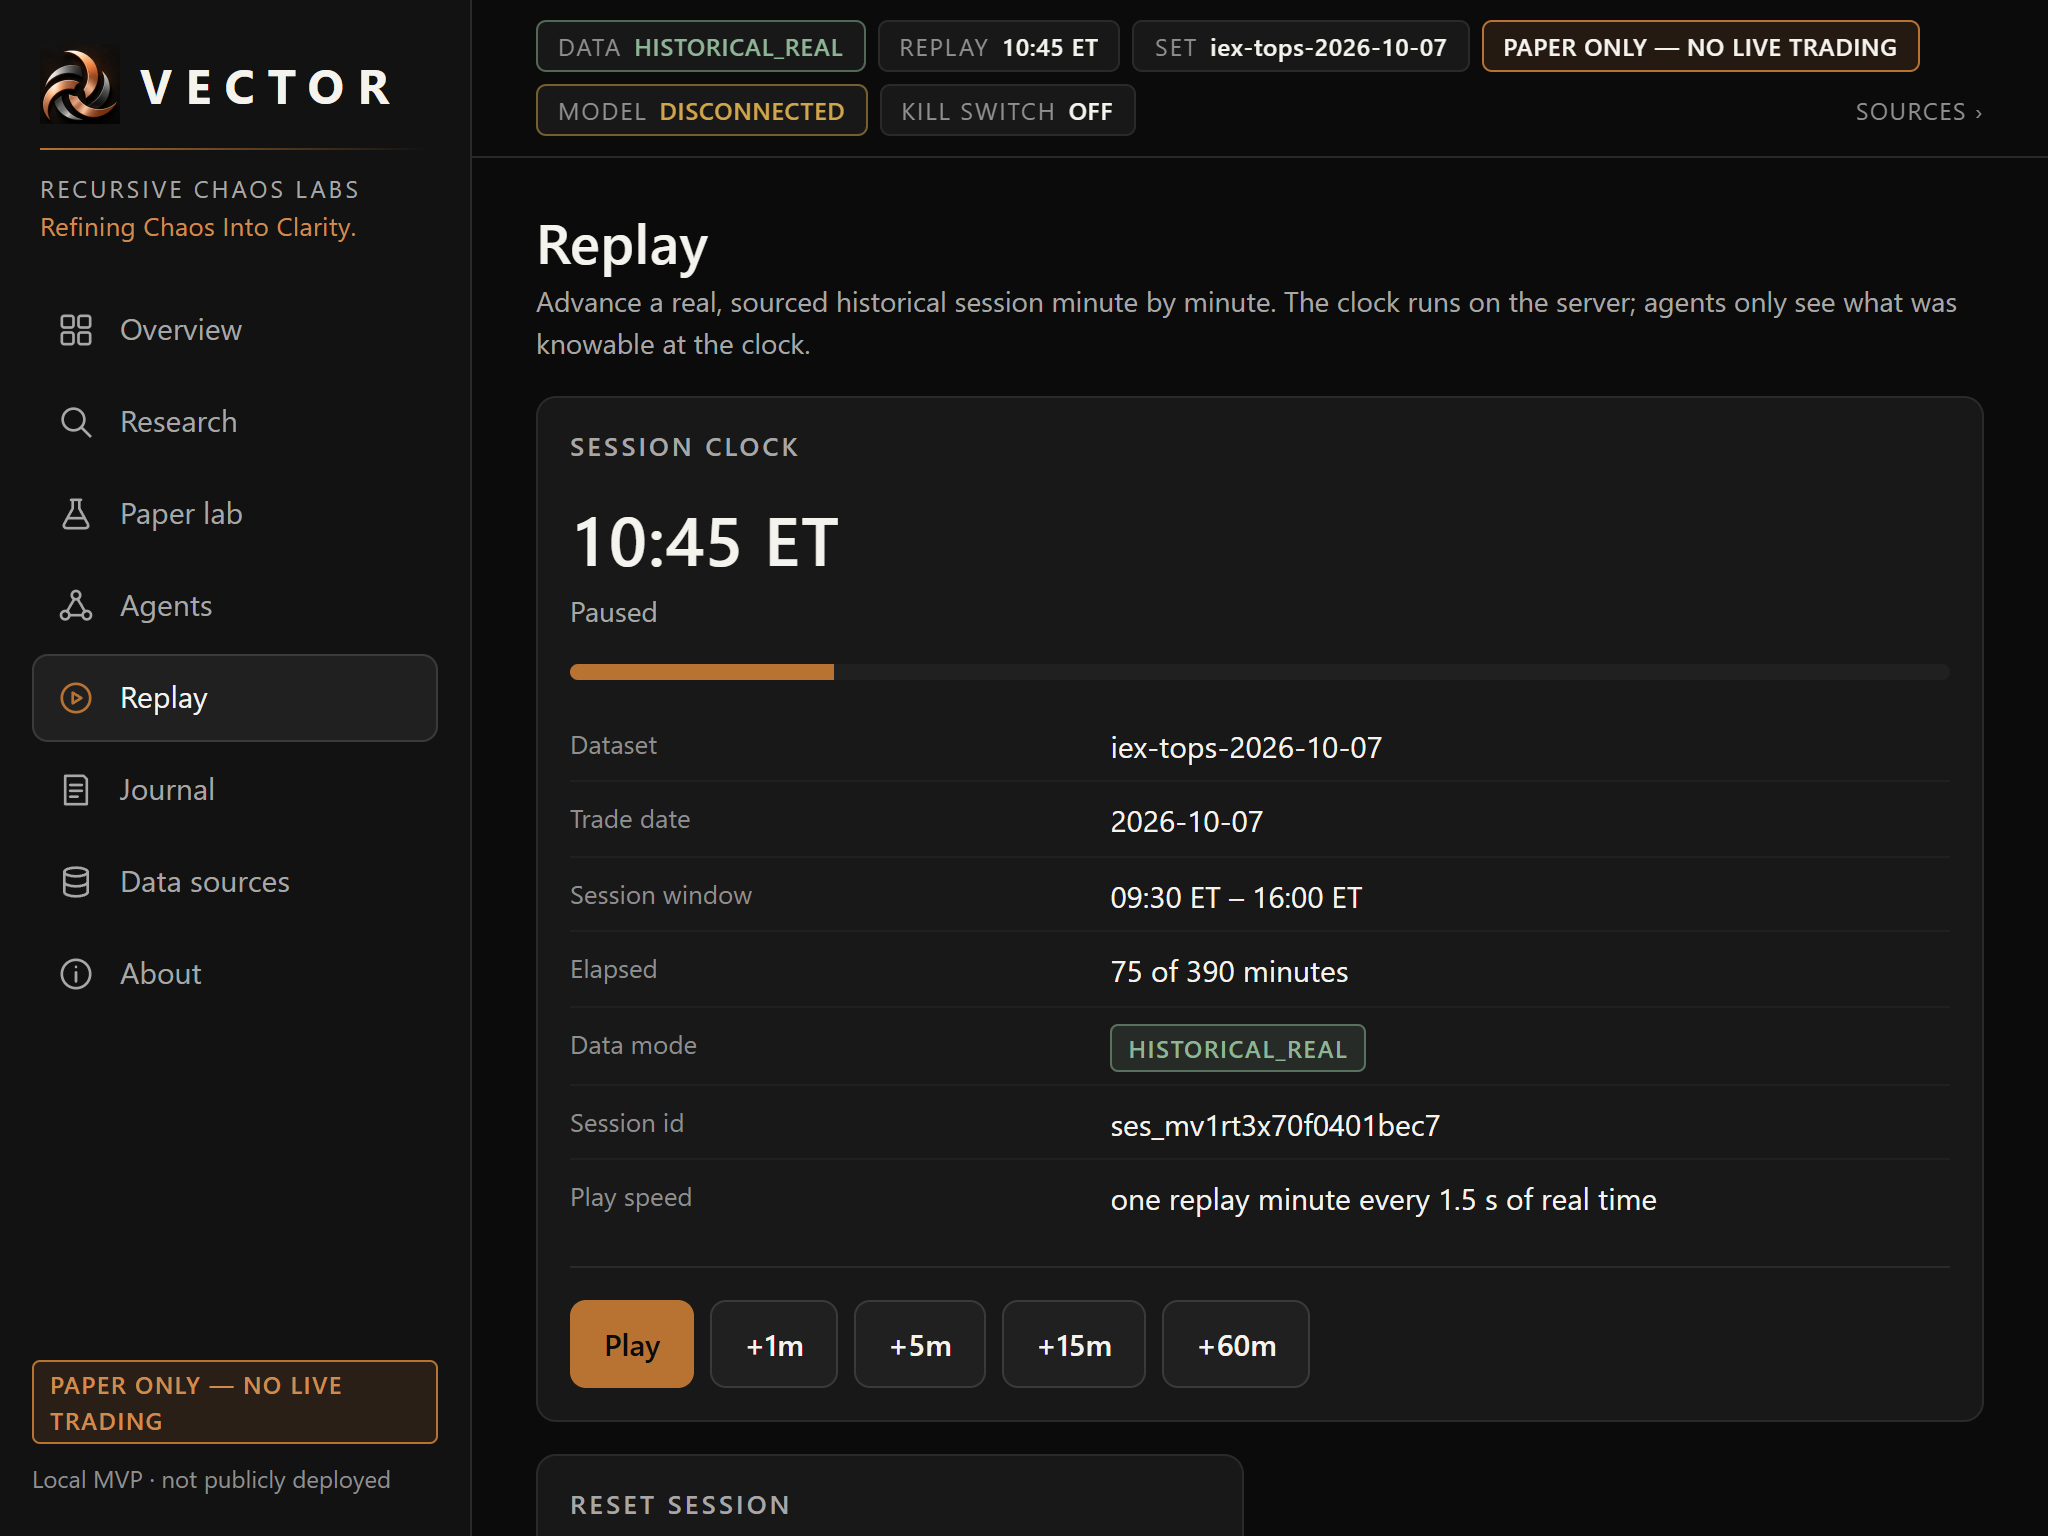 VECTOR
RECURSIVE CHAOS LABS
Refining Chaos Into Clarity.
Overview
Research
Paper lab
Agents
Replay
Journal
Data sources
About
PAPER ONLY — NO LIVE
TRADING
Local MVP · not publicly deployed
DATA HISTORICAL_REAL
REPLAY 10:45 ET
SET iex-tops-2026-10-07
PAPER ONLY — NO LIVE TRADING
MODEL DISCONNECTED
KILL SWITCH OFF
SOURCES ›
Replay
Advance a real, sourced historical session minute by minute. The clock runs on the server; agents only see what was
knowable at the clock.
SESSION CLOCK
10:45 ET
Paused
Dataset iex-tops-2026-10-07
Trade date 2026-10-07
Session window 09:30 ET – 16:00 ET
Elapsed 75 of 390 minutes
Data mode HISTORICAL_REAL
Session id ses_mv1rt3x70f0401bec7
Play speed one replay minute every 1.5 s of real time
Play +1m +5m +15m +60m
RESET SESSION